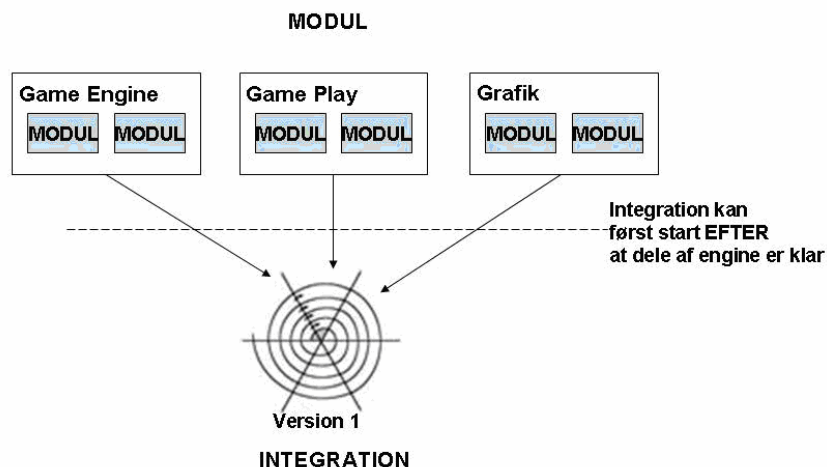 MODUL
Game Engine
MODUL MODUL
Game Play
MODUL MODUL
Grafik
MODUL MODUL
Integration kan
først start EFTER
at dele af engine er klar
Version 1
INTEGRATION